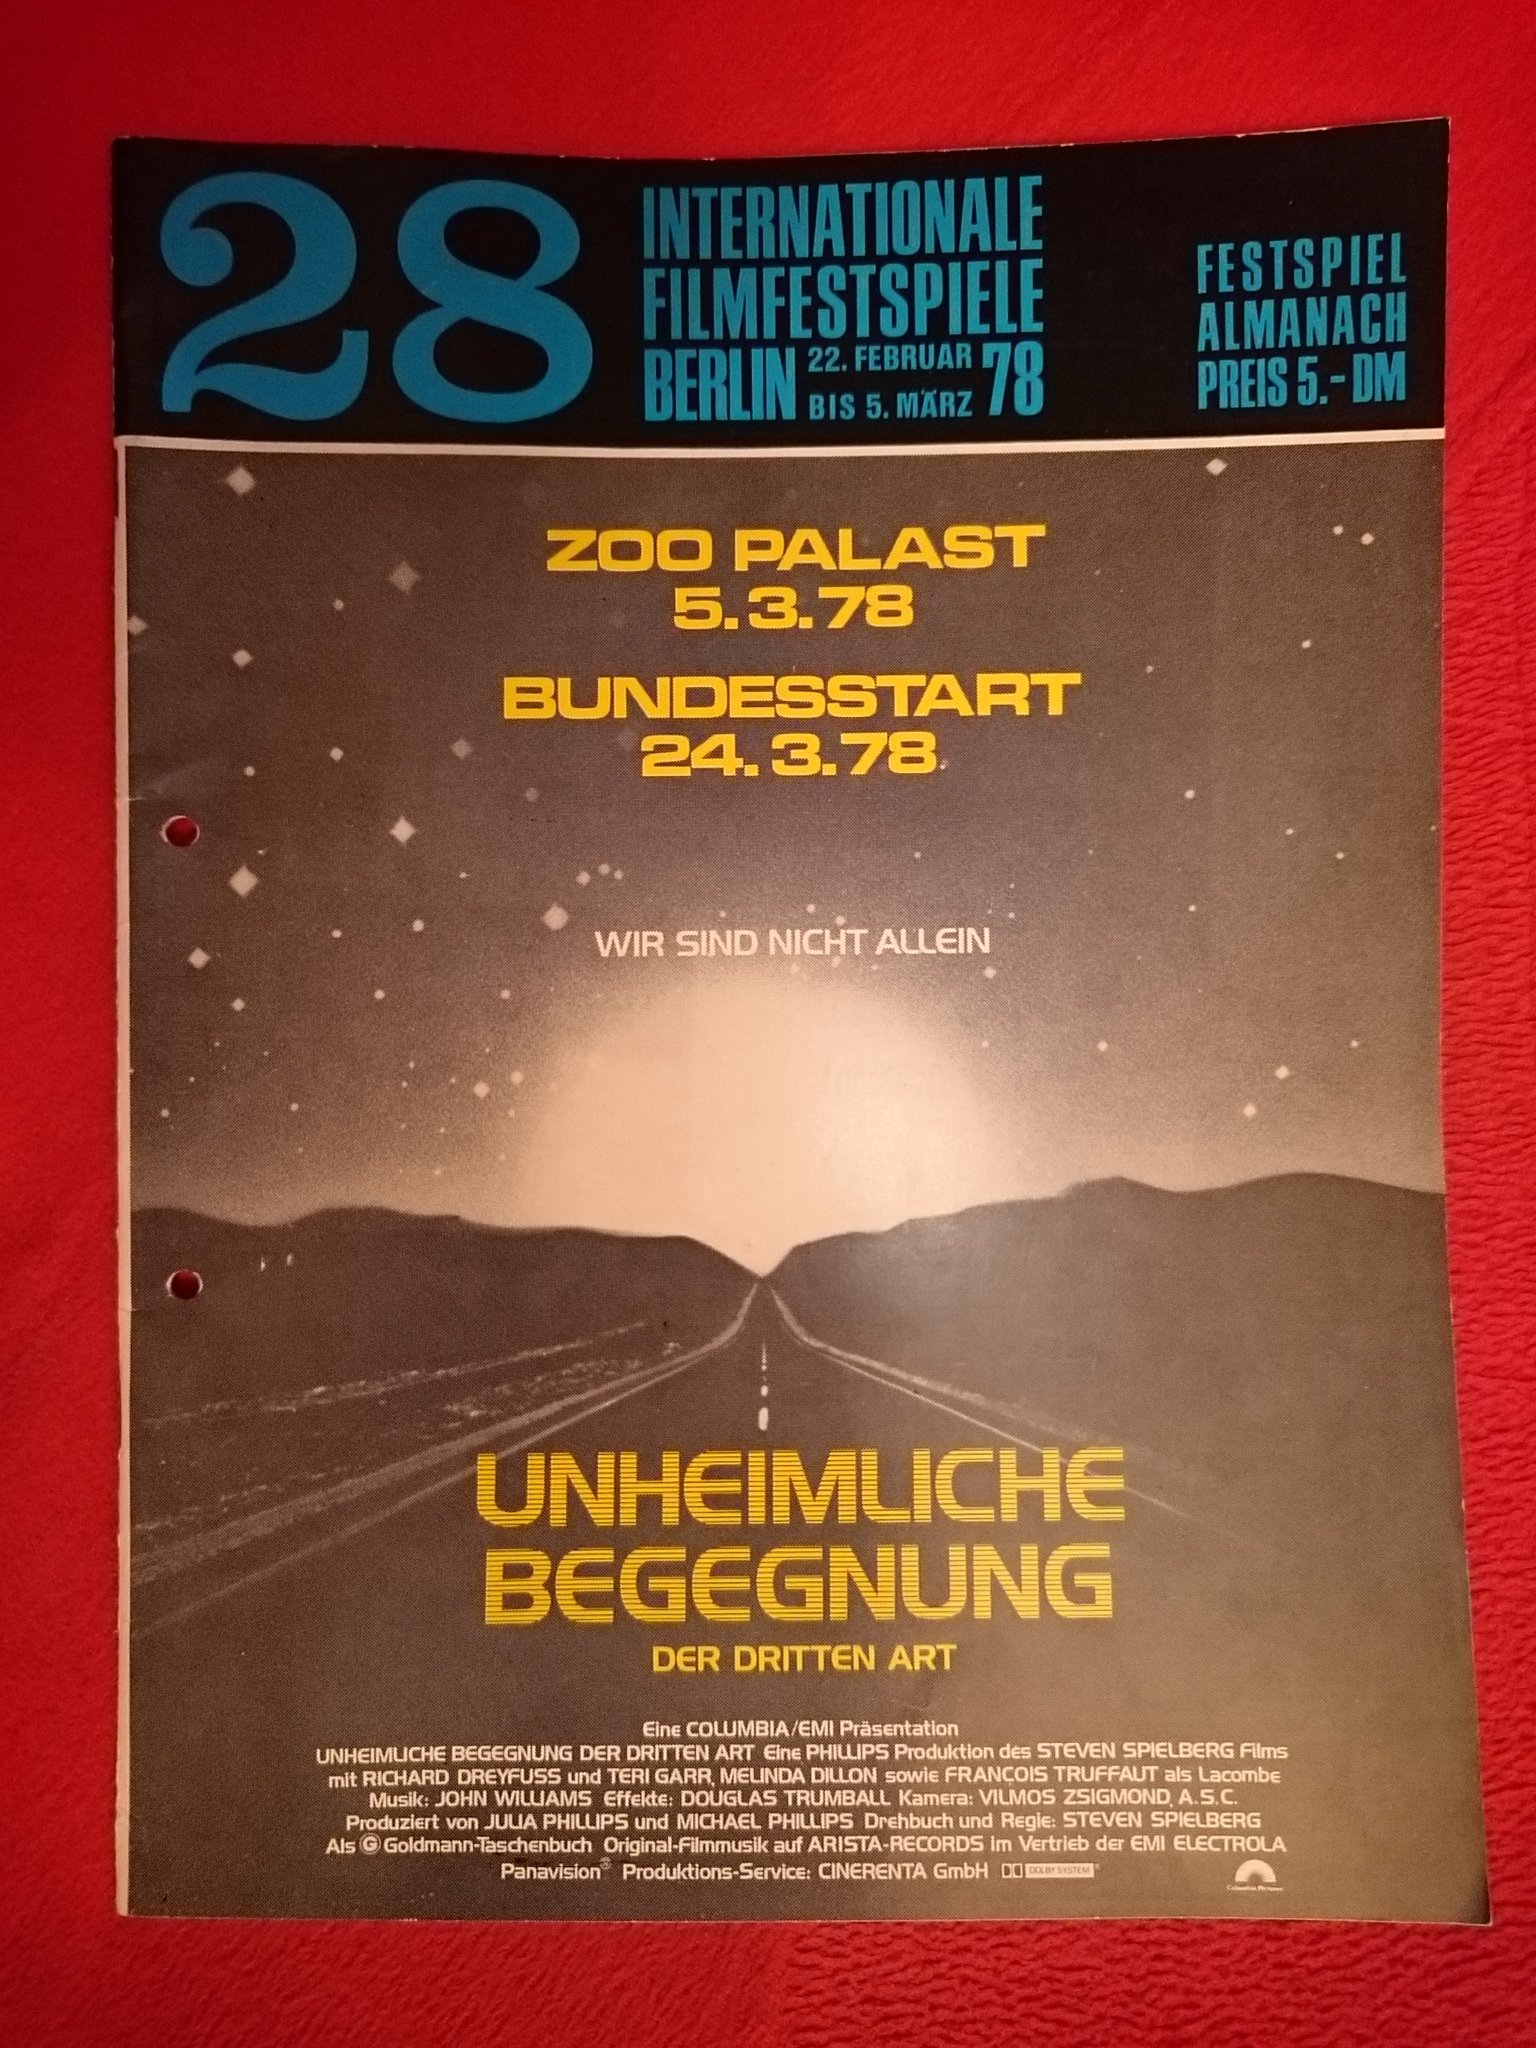 28
INTERNATIONALE
FILMFESTSPIELE
BERLIN 22. FEBRUAR BIS 5. MÄRZ 78
FESTSPIEL
ALMANACH
PREIS 5.- DM
ZOO PALAST
5.3.78
BUNDESSTART
24.3.78
WIR SIND NICHT ALLEIN
UNHEIMLICHE
BEGEGNUNG
DER DRITTEN ART
Eine COLUMBIA/EMI Präsentation
UNHEIMLICHE BEGEGNUNG DER DRITTEN ART Eine PHILLIPS Produktion des STEVEN SPIELBERG Films
mit RICHARD DREYFUSS und TERI GARR, MELINDA DILLON sowie FRANÇOIS TRUFFAUT als Lacombe
Musik: JOHN WILLIAMS Effekte: DOUGLAS TRUMBALL Kamera: VILMOS ZSIGMOND, A.S.C.
Produziert von JULIA PHILLIPS und MICHAEL PHILLIPS Drehbuch und Regie: STEVEN SPIELBERG
Als G Goldmann-Taschenbuch Original-Filmmusik auf ARISTA-RECORDS im Vertrieb der EMI ELECTROLA
Panavision® Produktions-Service: CINERENTA GmbH DOLBY SYSTEM®
Columbia Pictures